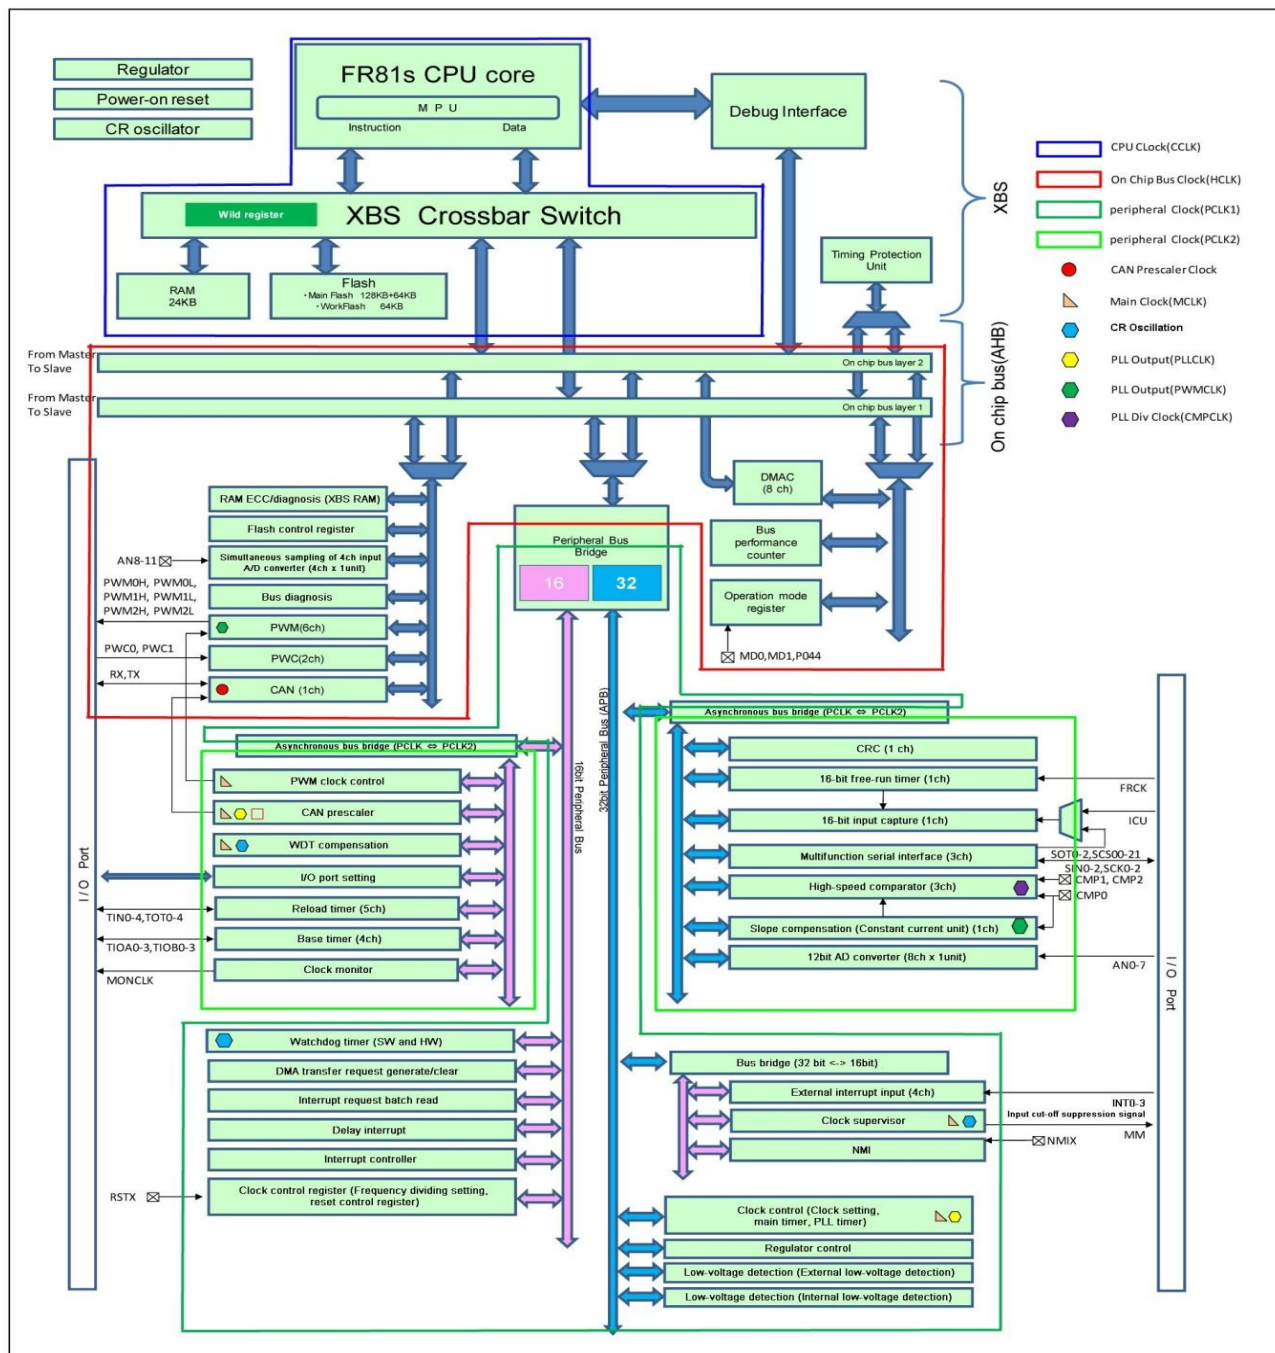 Regulator
Power-on reset
CR oscillator
FR81s CPU core
M P U
Instruction
Data
Debug Interface
XBS
Wild register
XBS Crossbar Switch
RAM
24KB
Flash
・Main Flash 128KB+64KB
・WorkFlash 64KB
Timing Protection
Unit
CPU CLock(CCLK)
On Chip Bus Clock(HCLK)
peripheral Clock(PCLK1)
peripheral Clock(PCLK2)
CAN Prescaler Clock
Main Clock(MCLK)
CR Oscillation
PLL Output(PLLCLK)
PLL Output(PWMCLK)
PLL Div Clock(CMPCLK)
On chip bus(AHB)
From Master
To Slave
On chip bus layer 2
From Master
To Slave
On chip bus layer 1
I/O Port
RAM ECC/diagnosis (XBS RAM)
Flash control register
Simultaneous sampling of 4ch input
A/D converter (4ch x 1unit)
Bus diagnosis
PWM(6ch)
PWC(2ch)
CAN (1ch)
AN8-11
PWM0H, PWM0L,
PWM1H, PWM1L,
PWM2H, PWM2L
PWC0, PWC1
RX,TX
Peripheral Bus
Bridge
16
32
DMAC
(8 ch)
Bus
performance
counter
Operation mode
register
MD0,MD1,P044
Asynchronous bus bridge (PCLK ⇔ PCLK2)
PWM clock control
CAN prescaler
WDT compensation
I/O port setting
Reload timer (5ch)
Base timer (4ch)
Clock monitor
TIN0-4,TOT0-4
TIOA0-3,TIOB0-3
MONCLK
16bit Peripheral Bus
32bit Peripheral Bus (APB)
Asynchronous bus bridge (PCLK ⇔ PCLK2)
CRC (1 ch)
16-bit free-run timer (1ch)
16-bit input capture (1ch)
Multifunction serial interface (3ch)
High-speed comparator (3ch)
Slope compensation (Constant current unit) (1ch)
12bit AD converter (8ch x 1unit)
FRCK
ICU
SOT0-2,SCS00-21
SIN0-2,SCK0-2
CMP1, CMP2
CMP0
AN0-7
I/O Port
Watchdog timer (SW and HW)
DMA transfer request generate/clear
Interrupt request batch read
Delay interrupt
Interrupt controller
Clock control register (Frequency dividing setting,
reset control register)
RSTX
Bus bridge (32 bit <-> 16bit)
External interrupt input (4ch)
Clock supervisor
NMI
INT0-3
Input cut-off suppression signal
MM
NMIX
Clock control (Clock setting,
main timer, PLL timer)
Regulator control
Low-voltage detection (External low-voltage detection)
Low-voltage detection (Internal low-voltage detection)